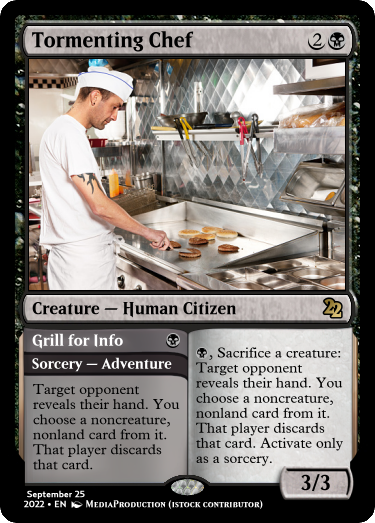 Tormenting Chef 2
Creature — Human Citizen 22
Grill for Info
Sorcery — Adventure
Target opponent
reveals their hand. You
choose a noncreature,
nonland card from it.
That player discards
that card.
, Sacrifice a creature:
Target opponent
reveals their hand. You
choose a noncreature,
nonland card from it.
That player discards
that card. Activate only
as a sorcery.
3/3
September 25
2022 • EN MediaProduction (istock contributor)